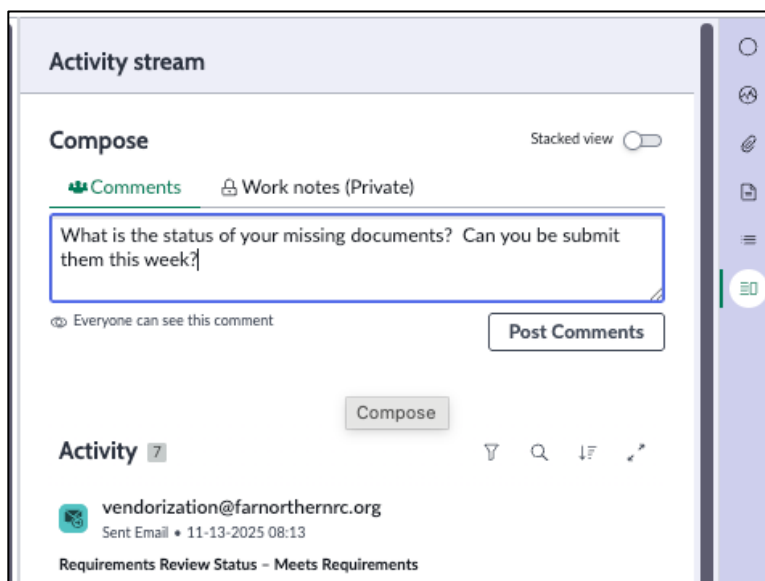 Activity stream
Compose
Stacked view
Comments
Work notes (Private)
What is the status of your missing documents?  Can you be submit
them this week?
Everyone can see this comment
Post Comments
Compose
Activity 7
vendorization@farnorthernrc.org
Sent Email • 11-13-2025 08:13
Requirements Review Status – Meets Requirements